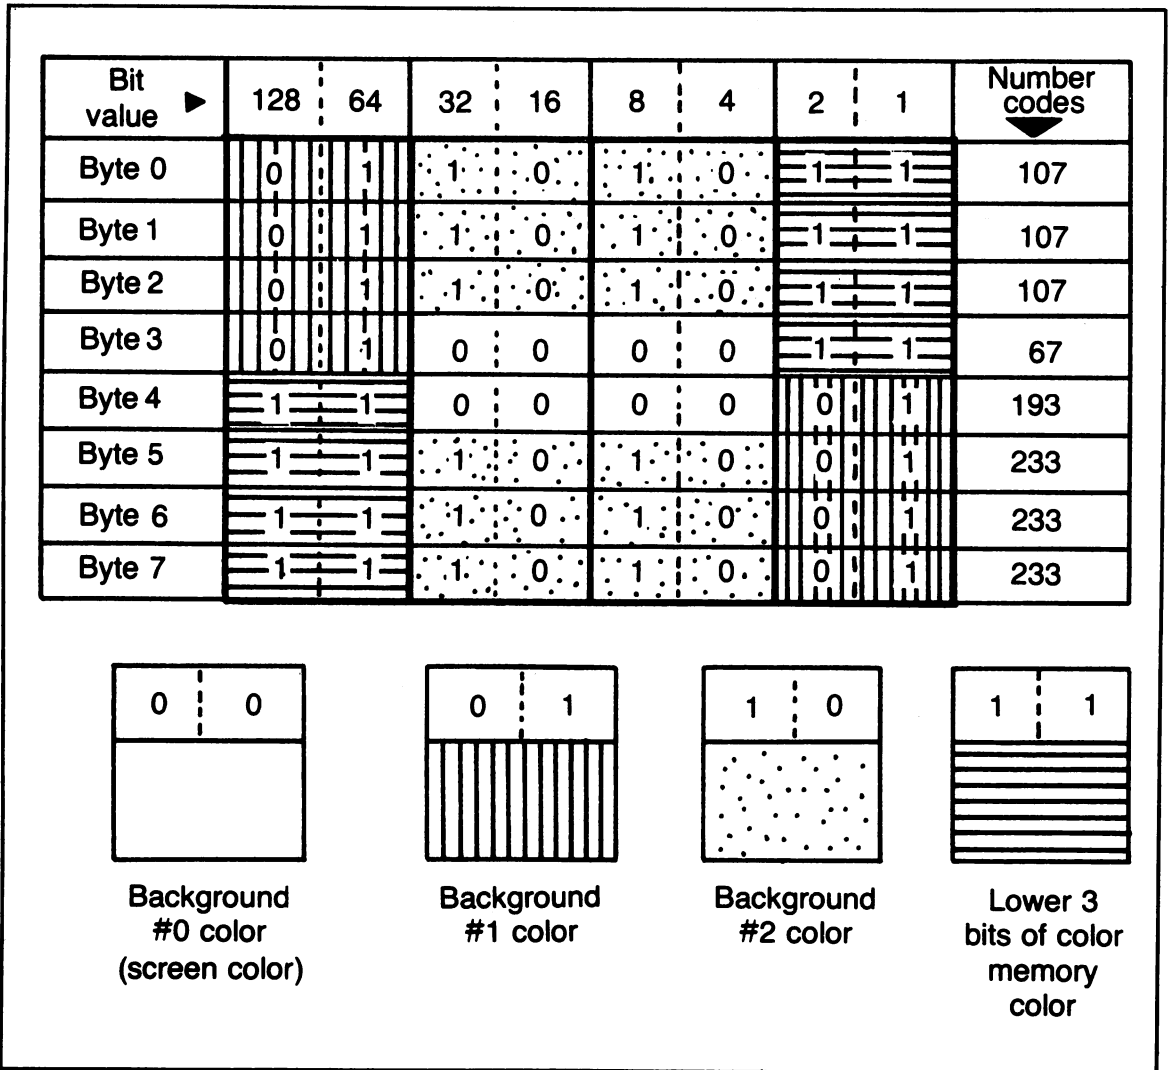 Bit value ► 128 64 32 16 8 4 2 1 Number codes ▼
Byte 0 0 1 1 0 1 0 1 1 107
Byte 1 0 1 1 0 1 0 1 1 107
Byte 2 0 1 1 0 1 0 1 1 107
Byte 3 0 1 0 0 0 0 1 1 67
Byte 4 1 1 0 0 0 0 0 1 193
Byte 5 1 1 1 0 1 0 0 1 233
Byte 6 1 1 1 0 1 0 0 1 233
Byte 7 1 1 1 0 1 0 0 1 233
0 0
Background
#0 color
(screen color)
0 1
Background
#1 color
1 0
Background
#2 color
1 1
Lower 3
bits of color
memory
color